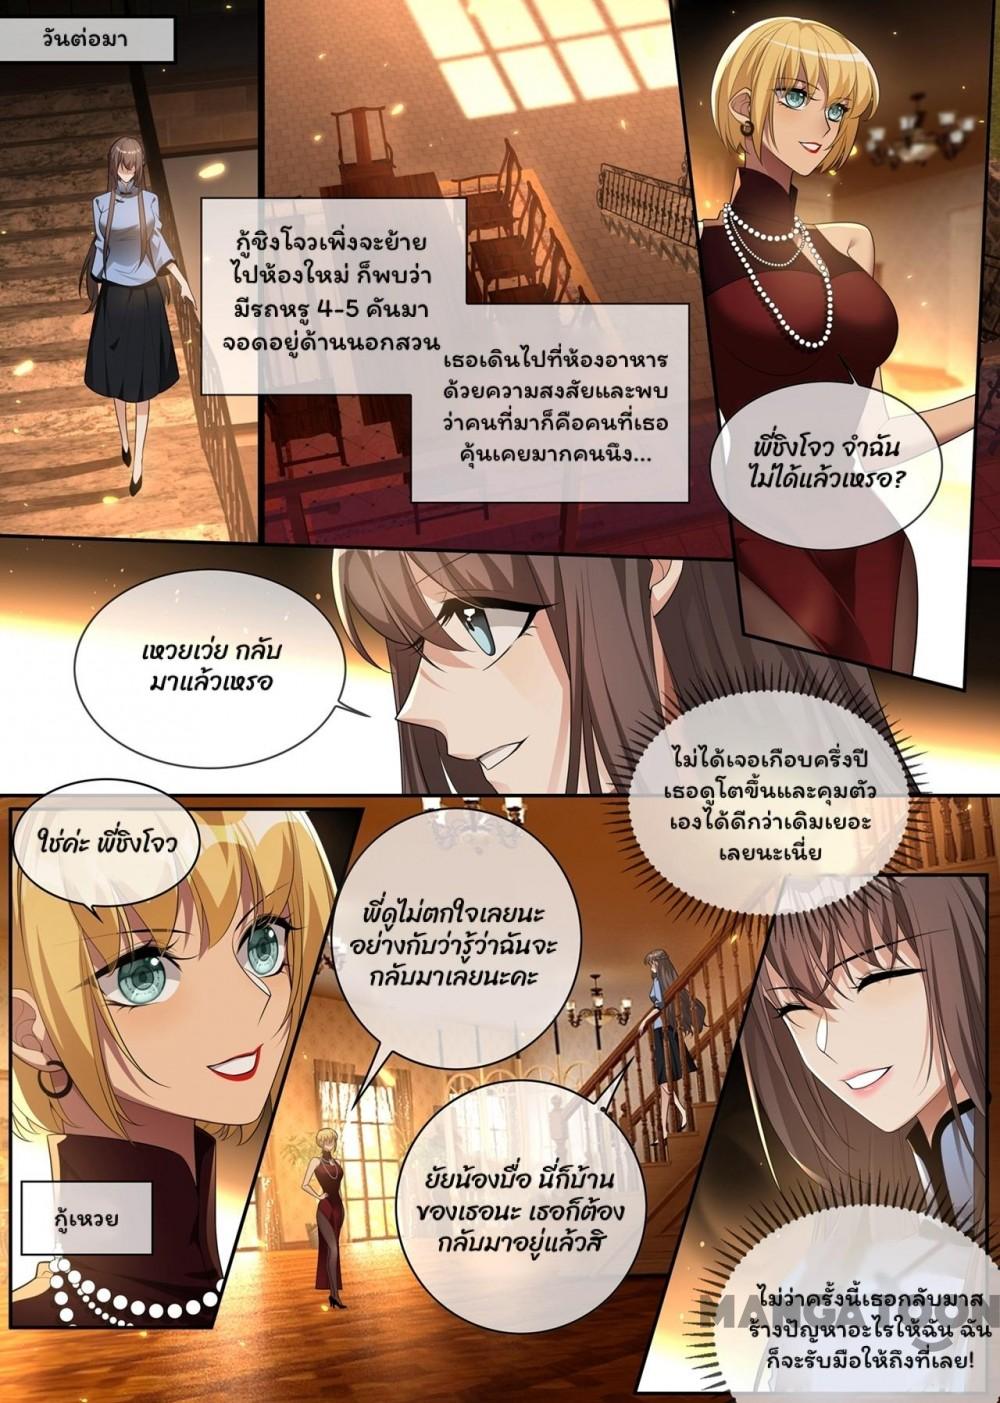 วันต่อมา
กู้ชิงโจวเพิ่งจะย้าย
ไปห้องใหม่ ก็พบว่า
มีรถหรู 4-5 คันมา
จอดอยู่ด้านนอกสวน
เธอเดินไปที่ห้องอาหาร
ด้วยความสงสัยและพบ
ว่าคนที่มาก็คือคนที่เธอ
คุ้นเคยมากคนนึง...
พี่ชิงโจว จำฉัน
ไม่ได้แล้วเหรอ?
เหวยเว่ย กลับ
มาแล้วเหรอ
ไม่ได้เจอเกือบครึ่งปี
เธอดูโตขึ้นและคุมตัว
เองได้ดีกว่าเดิมเยอะ
เลยนะเนี่ย
ใช่ค่ะ พี่ชิงโจว
พี่ดูไม่ตกใจเลยนะ
อย่างกับว่ารู้ว่าฉันจะ
กลับมาเลยนะคะ
ยัยน้องบื่อ นี่ก็บ้าน
ของเธอนะ เธอก็ต้อง
กลับมาอยู่แล้วสิ
กู้เหวย
ไม่ว่าครั้งนี้เธอกลับมาส
ร้างปัญหาอะไรให้ฉัน ฉัน
ก็จะรับมือให้ถึงที่เลย!
MANGATOON